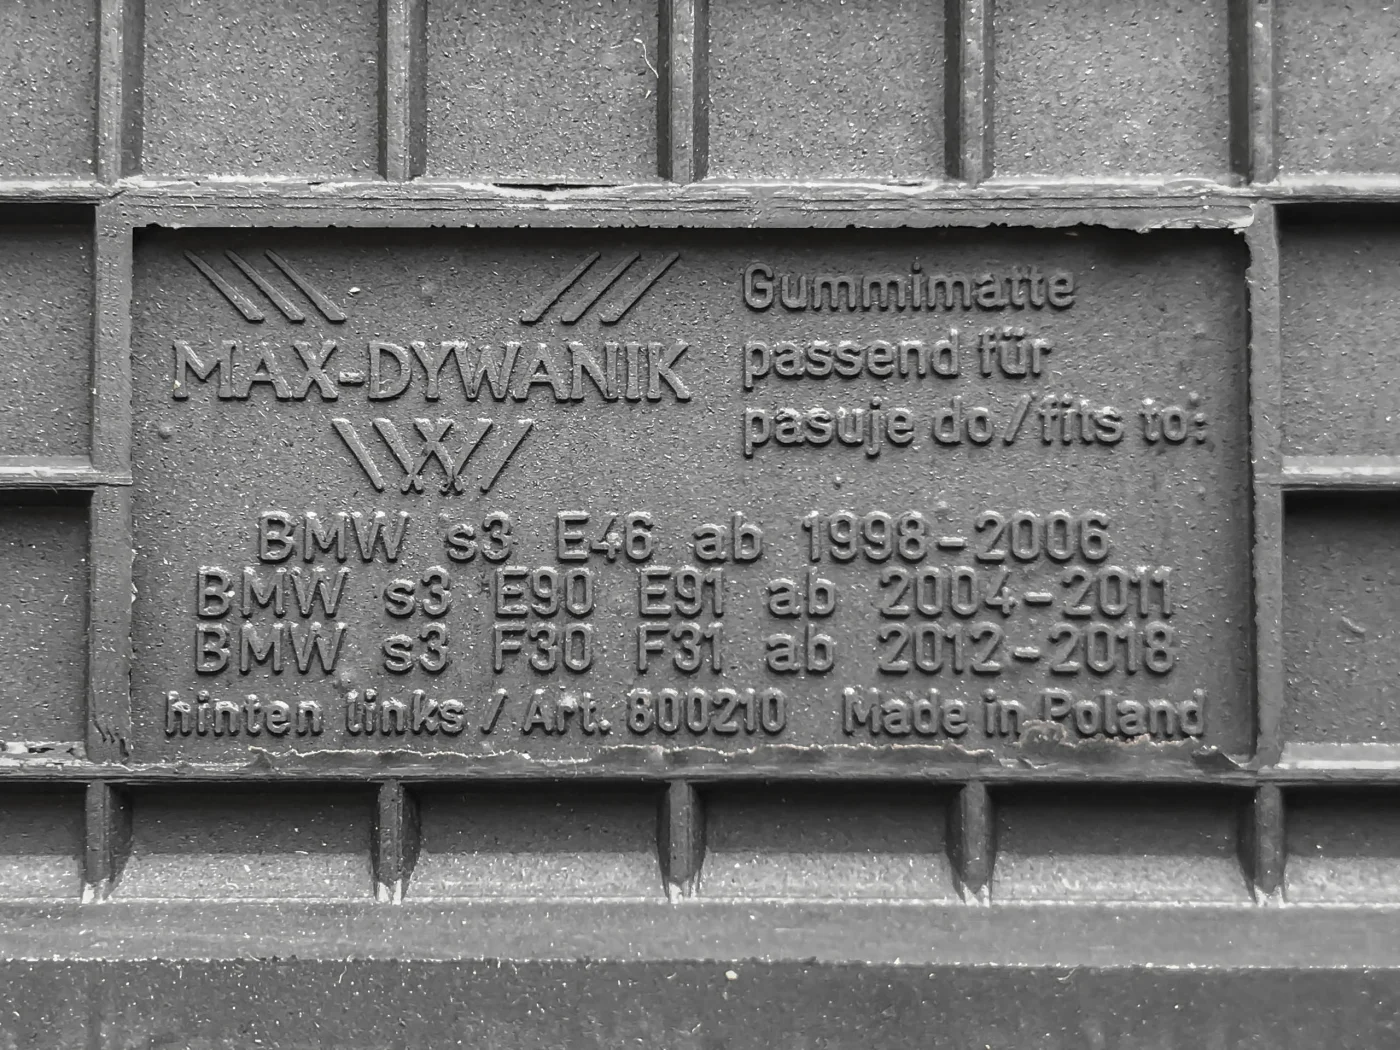 MAX-DYWANIK
Gummimatte
passend für
pasuje do/fits to:
BMW s3 E46 ab 1998-2006
BMW s3 E90 E91 ab 2004-2011
BMW s3 F30 F31 ab 2012-2018
hinten links / Art. 800210 Made in Poland